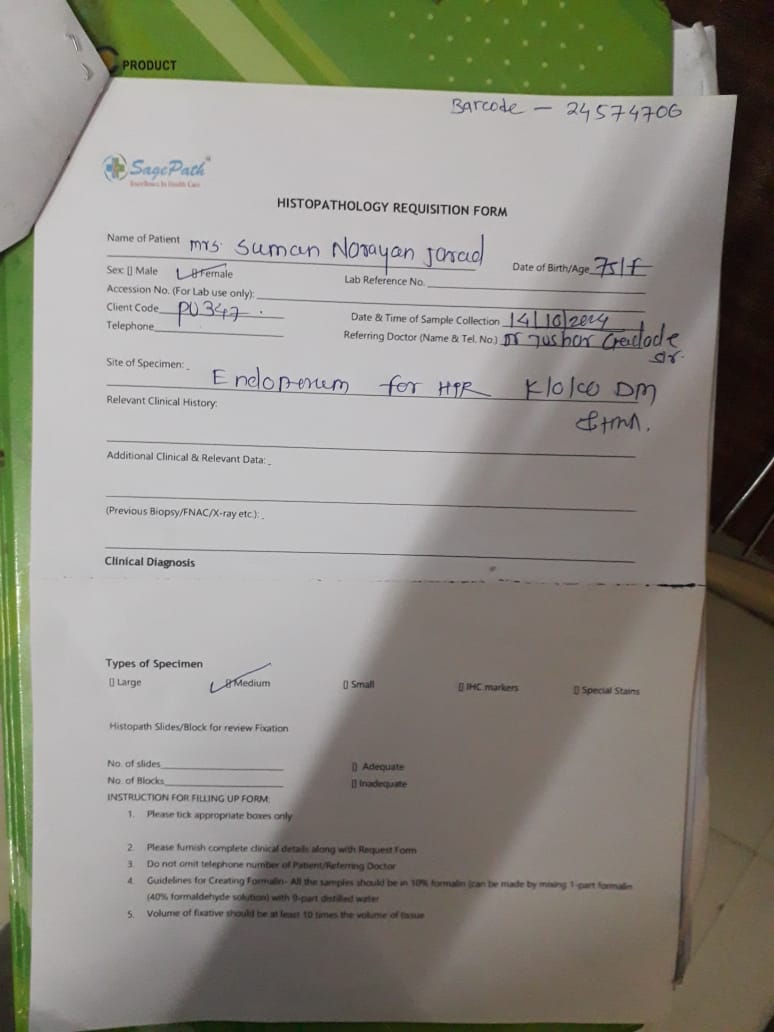 PRODUCT
Barcode - 24574706
SagePath
Excellence In Health Care
HISTOPATHOLOGY REQUISITION FORM
Name of Patient mrs. Suman Narayan Jarad
Date of Birth/Age 75/F
Sex: [] Male [] Female
Lab Reference No.
Accession No. (For Lab use only):
Client Code PU347
Date & Time of Sample Collection 14/10/2024
Telephone
Referring Doctor (Name & Tel. No.) Dr Tushar
Sir.
Site of Specimen:
for HPR K/c/o DM
Relevant Clinical History:
Additional Clinical & Relevant Data:
(Previous Biopsy/FNAC/X-ray etc.):
Clinical Diagnosis
Types of Specimen
[] Large [] Medium [] Small [] IHC markers [] Special Stains
Histopath Slides/Block for review Fixation
No. of slides [] Adequate
No. of Blocks [] Inadequate
INSTRUCTION FOR FILLING UP FORM:
1. Please tick appropriate boxes only
2. Please furnish complete clinical details along with Request Form
3. Do not omit telephone number of Patient/Referring Doctor
4. Guidelines for Creating Formalin- All the samples should be in 10% formalin (can be made by mixing 1-part formalin
(40% formaldehyde solution) with 9-part distilled water
5. Volume of fixative should be at least 10 times the volume of tissue